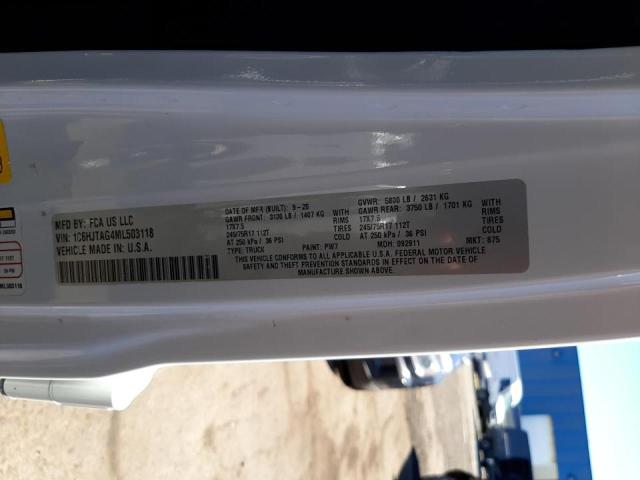 MFD BY: FCA US LLC
VIN: 1C6HJTAG4ML503118
VEHICLE MADE IN: U.S.A.
DATE OF MFR (BUILT): 9-20
GVWR: 5800 LB / 2631 KG
GAWR FRONT: 3100 LB / 1407 KG
GAWR REAR: 3750 LB / 1701 KG
17X7.5 RIMS
17X7.5
245/75R17 112T TIRES
245/75R17 112T
AT 250 KPA / 36 PSI COLD
AT 250 KPA / 36 PSI
TYPE: TRUCK
PAINT: PW7
MDH: 092911
MKT: 875
THIS VEHICLE CONFORMS TO ALL APPLICABLE U.S.A. FEDERAL MOTOR VEHICLE
SAFETY AND THEFT PREVENTION STANDARDS IN EFFECT ON THE DATE OF
MANUFACTURE SHOWN ABOVE.
ML503118